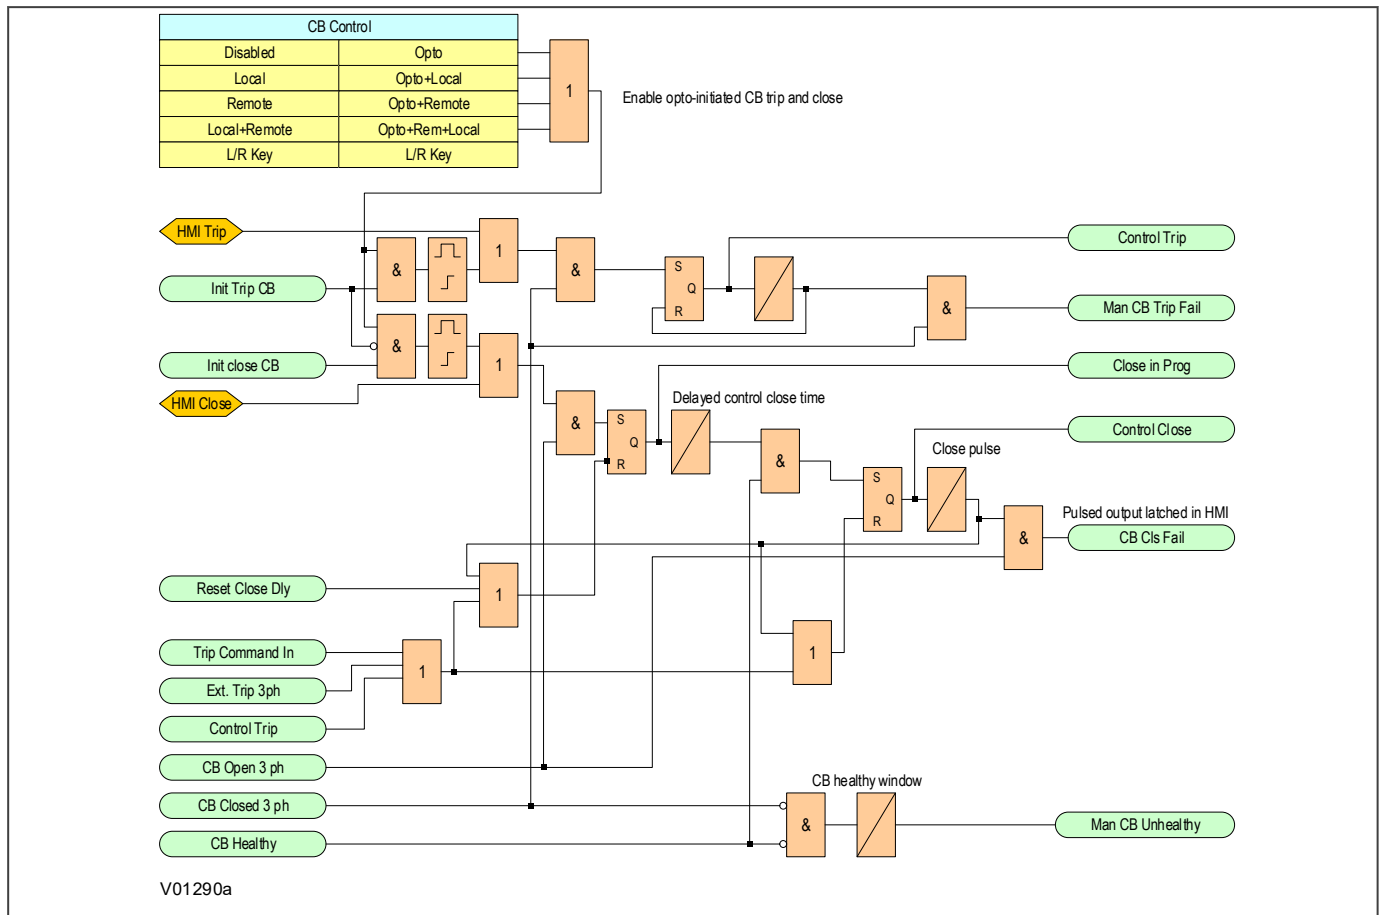 CB Control
Disabled Opto
Local Opto+Local
Remote Opto+Remote
Local+Remote Opto+Rem+Local
L/R Key L/R Key
1
Enable opto-initiated CB trip and close
HMI Trip
1
Control Trip
&
&
S
Q
R
Init Trip CB
&
Man CB Trip Fail
&
Init close CB
1
Close in Prog
HMI Close
Delayed control close time
&
S
Q
R
Control Close
&
Close pulse
S
Q
R
Pulsed output latched in HMI
&
CB Cls Fail
Reset Close Dly
1
Trip Command In
1
1
Ext. Trip 3ph
Control Trip
CB Open 3 ph
CB healthy window
CB Closed 3 ph
&
Man CB Unhealthy
CB Healthy
V01290a